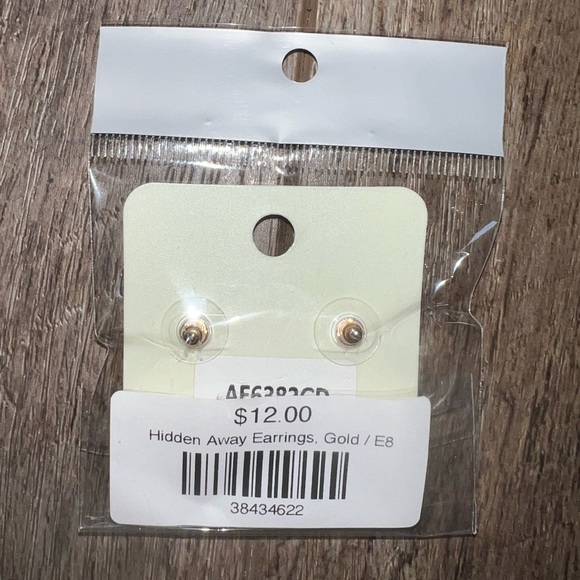 $12.00
Hidden Away Earrings, Gold / E8
38434622